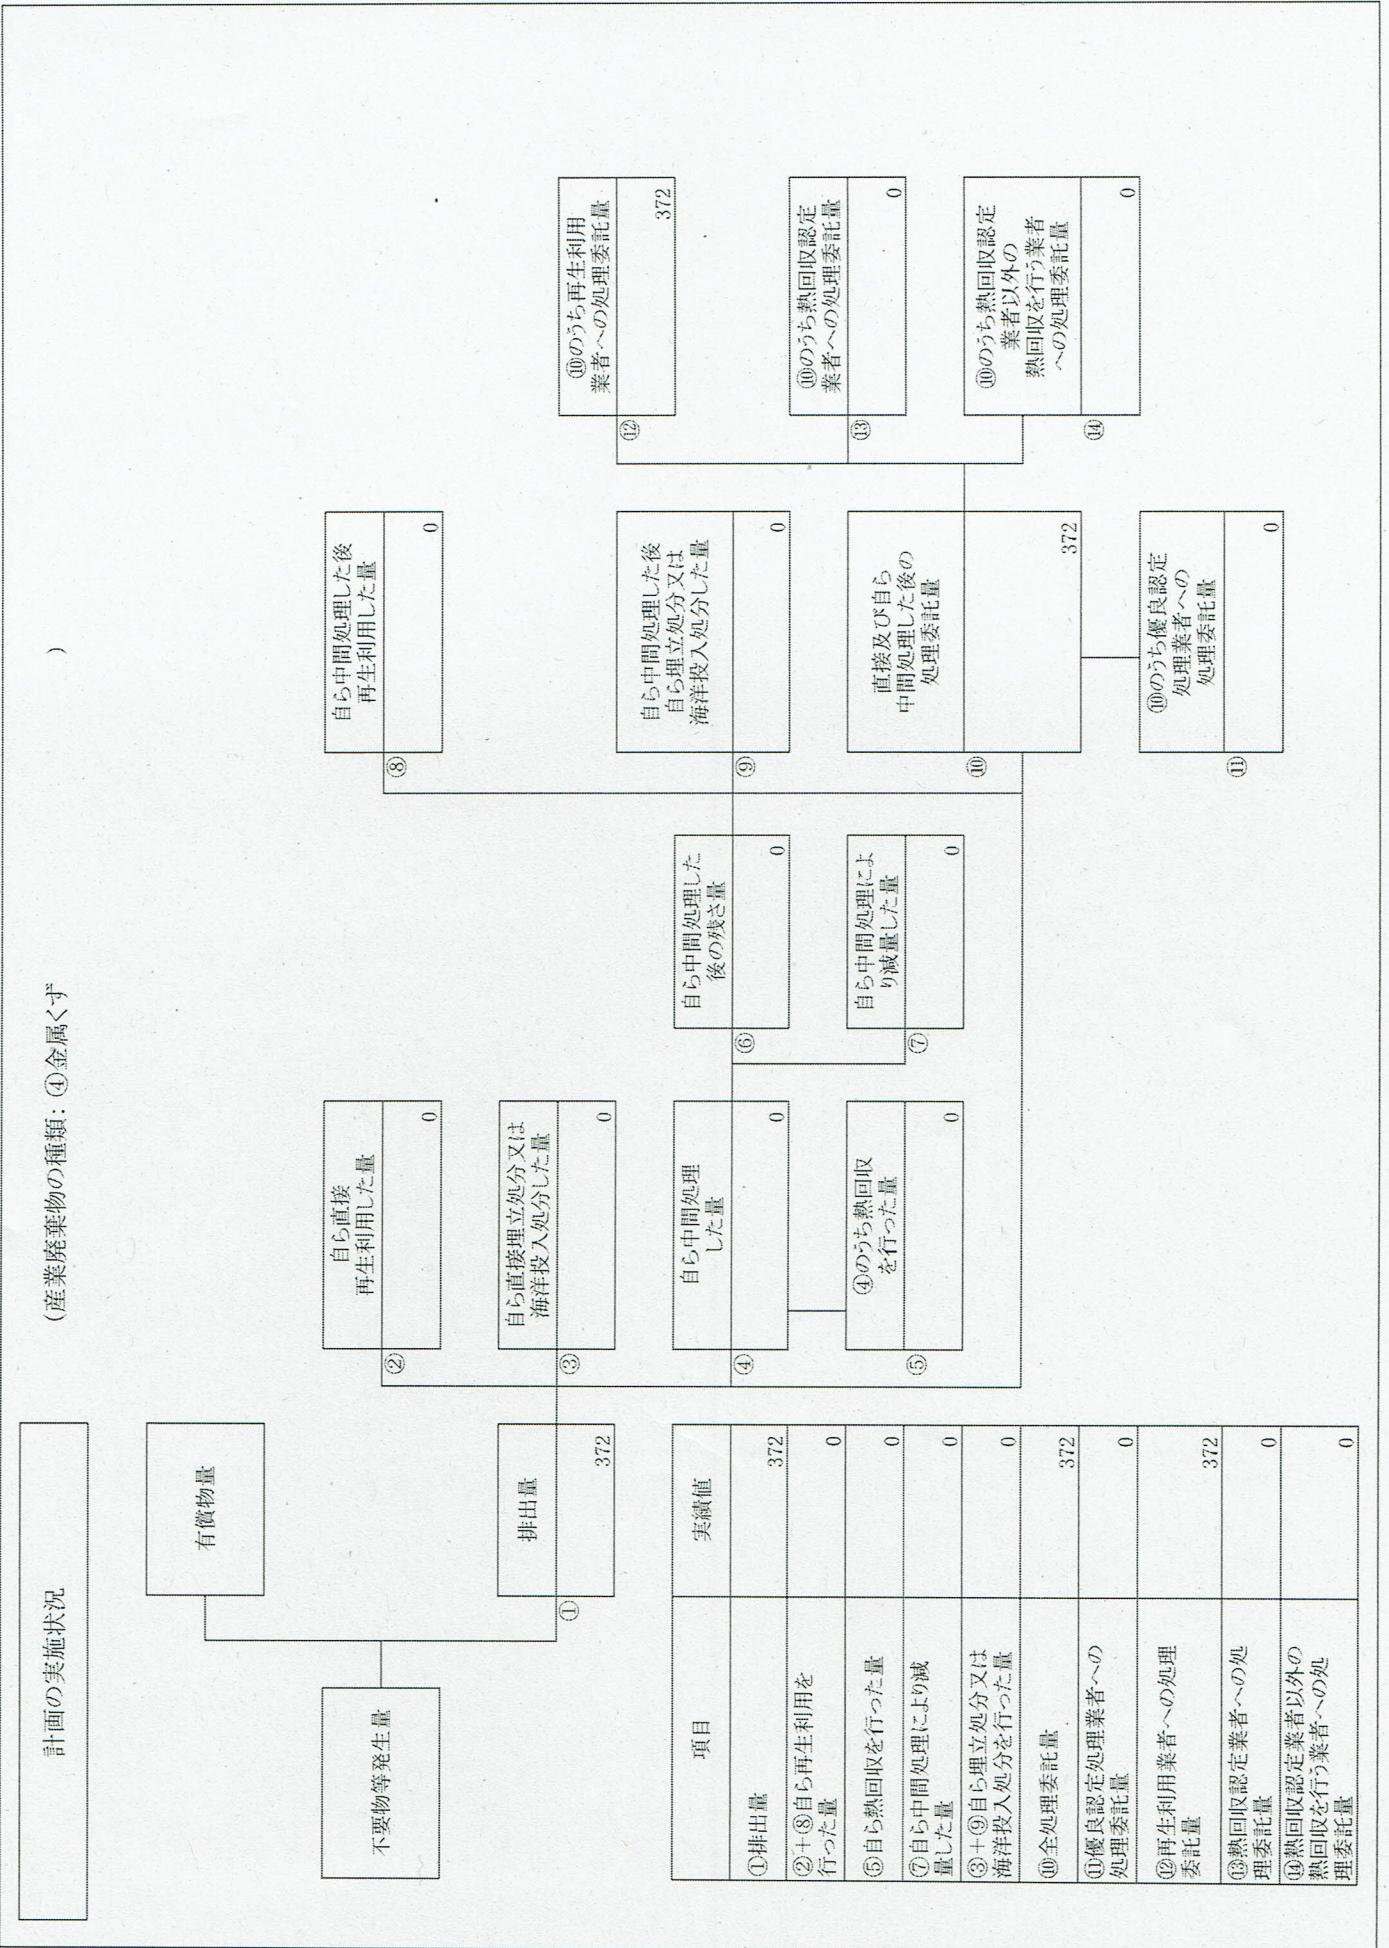 計画の実施状況
(産業廃棄物の種類:④金属くず )
不要物等発生量
有償物量
排出量
①
372
自ら直接
再生利用した量
②
0
自ら直接埋立処分又は
海洋投入処分した量
③
0
自ら中間処理
した量
④
0
④のうち熱回収
を行った量
⑤
0
自ら中間処理した
後の残さ量
⑥
0
自ら中間処理によ
り減量した量
⑦
0
自ら中間処理した後
再生利用した量
⑧
0
自ら中間処理した後
自ら埋立処分又は
海洋投入処分した量
⑨
0
直接及び自ら
中間処理した後の
処理委託量
⑩
372
⑩のうち優良認定
処理業者への
処理委託量
⑪
0
⑩のうち再生利用
業者への処理委託量
⑫
372
⑩のうち熱回収認定
業者への処理委託量
⑬
0
⑩のうち熱回収認定
業者以外の
熱回収を行う業者
への処理委託量
⑭
0
項目 実績値
①排出量 372
②+⑧自ら再生利用を
行った量 0
⑤自ら熱回収を行った量 0
⑦自ら中間処理により減
量した量 0
③+⑨自ら埋立処分又は
海洋投入処分を行った量 0
⑩全処理委託量 372
⑪優良認定処理業者への
処理委託量 0
⑫再生利用業者への処理
委託量 372
⑬熱回収認定業者への処
理委託量 0
⑭熱回収認定業者以外の
熱回収を行う業者への処
理委託量 0